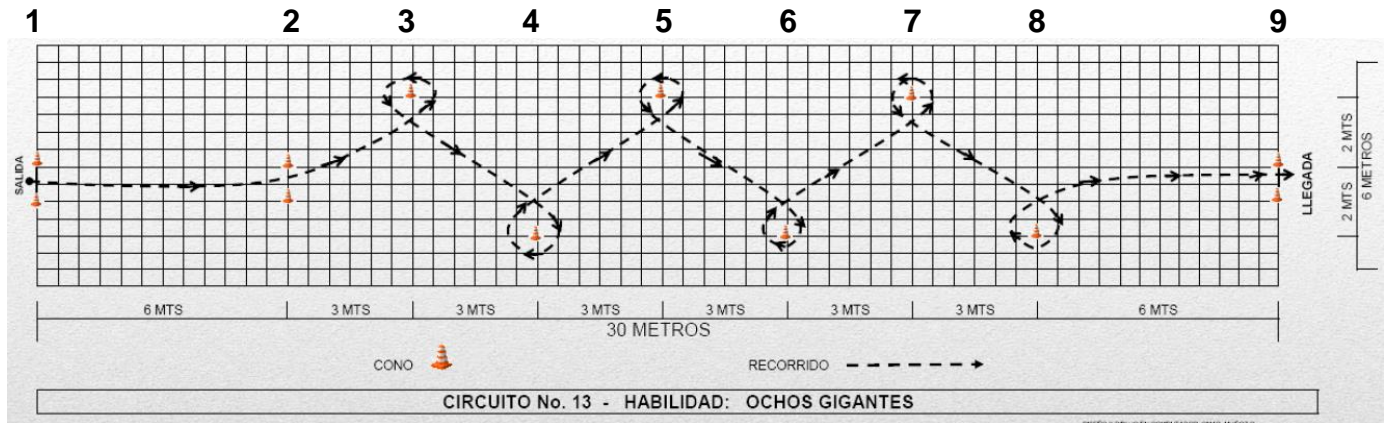 1 2 3 4 5 6 7 8 9
SALIDA
LLEGADA
2 MTS
2 MTS
6 METROS
6 MTS 3 MTS 3 MTS 3 MTS 3 MTS 3 MTS 3 MTS 6 MTS
30 METROS
CONO RECORRIDO
CIRCUITO No. 13 - HABILIDAD: OCHOS GIGANTES